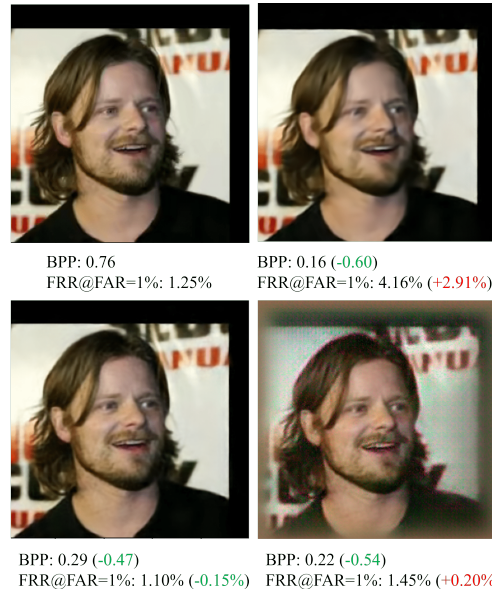 BPP: 0.76
FRR@FAR=1%: 1.25%
BPP: 0.16 (-0.60)
FRR@FAR=1%: 4.16% (+2.91%)
BPP: 0.29 (-0.47)
FRR@FAR=1%: 1.10% (-0.15%)
BPP: 0.22 (-0.54)
FRR@FAR=1%: 1.45% (+0.20%